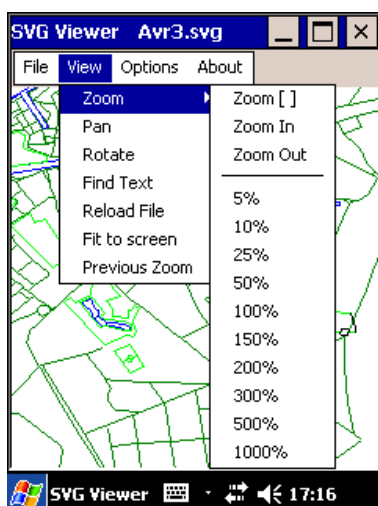 SVG Viewer Avr3.svg
File View Options About
Zoom
Pan
Rotate
Find Text
Reload File
Fit to screen
Previous Zoom
Zoom [ ]
Zoom In
Zoom Out
5%
10%
25%
50%
100%
150%
200%
300%
500%
1000%
SVG Viewer 17:16